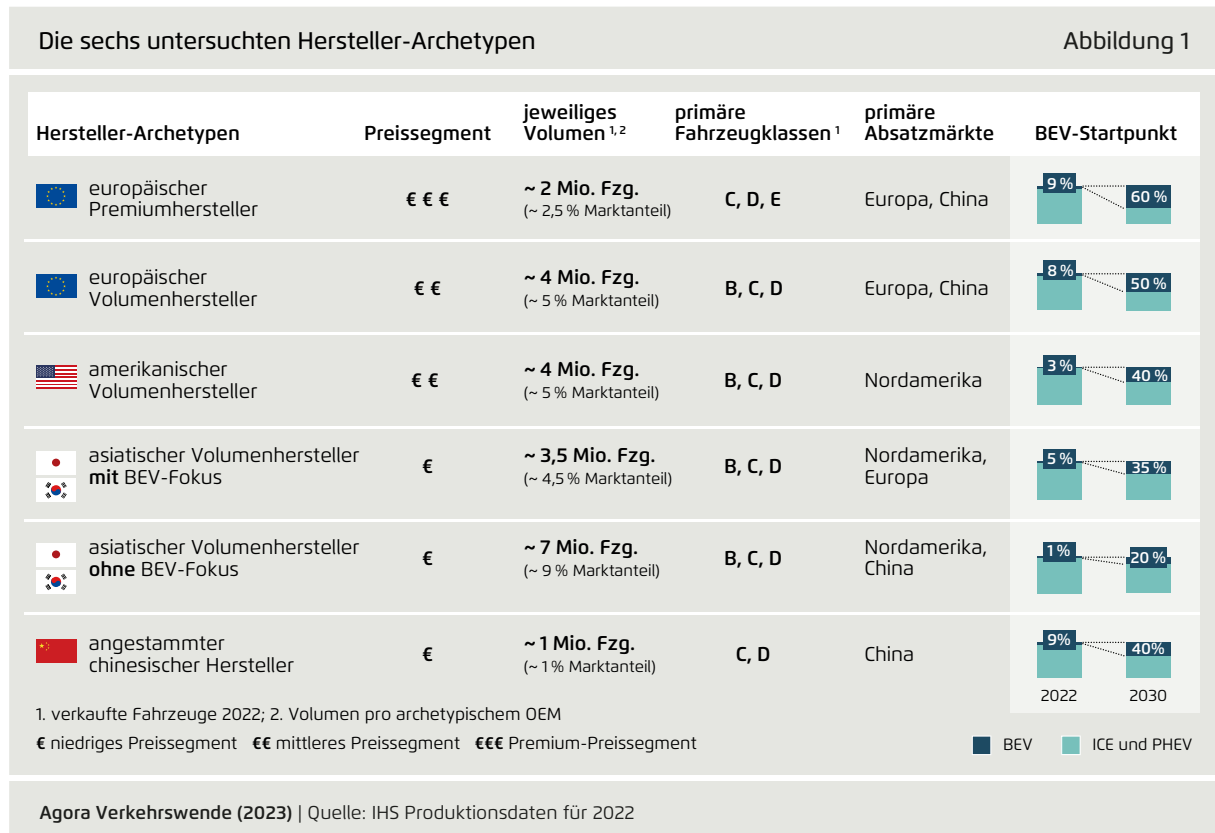 Die sechs untersuchten Hersteller-Archetypen Abbildung 1
Hersteller-Archetypen Preissegment jeweiliges Volumen 1, 2 primäre Fahrzeugklassen 1 primäre Absatzmärkte BEV-Startpunkt
europäischer
Premiumhersteller
€ € €
~ 2 Mio. Fzg.
(~ 2,5 % Marktanteil)
C, D, E
Europa, China
9 %
60 %
europäischer
Volumenhersteller
€ €
~ 4 Mio. Fzg.
(~ 5 % Marktanteil)
B, C, D
Europa, China
8 %
50 %
amerikanischer
Volumenhersteller
€ €
~ 4 Mio. Fzg.
(~ 5 % Marktanteil)
B, C, D
Nordamerika
3 %
40 %
asiatischer Volumenhersteller
mit BEV-Fokus
€
~ 3,5 Mio. Fzg.
(~ 4,5 % Marktanteil)
B, C, D
Nordamerika,
Europa
5 %
35 %
asiatischer Volumenhersteller
ohne BEV-Fokus
€
~ 7 Mio. Fzg.
(~ 9 % Marktanteil)
B, C, D
Nordamerika,
China
1 %
20 %
angestammter
chinesischer Hersteller
€
~ 1 Mio. Fzg.
(~ 1 % Marktanteil)
C, D
China
9%
40%
2022 2030
1. verkaufte Fahrzeuge 2022; 2. Volumen pro archetypischem OEM
€ niedriges Preissegment €€ mittleres Preissegment €€€ Premium-Preissegment
BEV ICE und PHEV
Agora Verkehrswende (2023) | Quelle: IHS Produktionsdaten für 2022